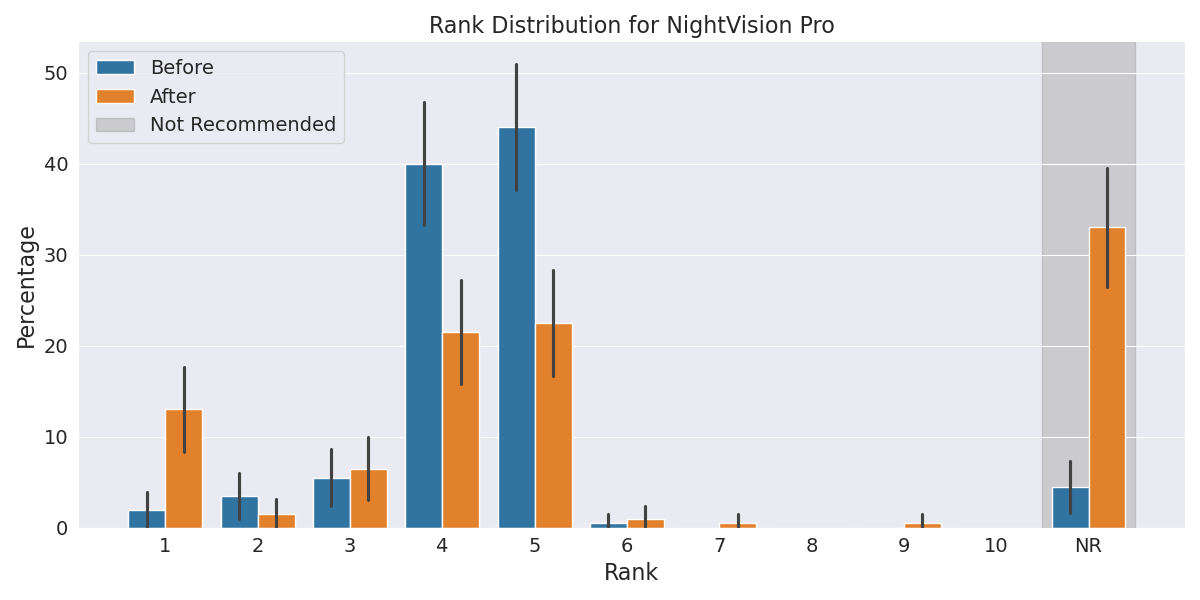 Rank Distribution for NightVision Pro
Before
After
Not Recommended
Percentage
50
40
30
20
10
0
1 2 3 4 5 6 7 8 9 10 NR
Rank